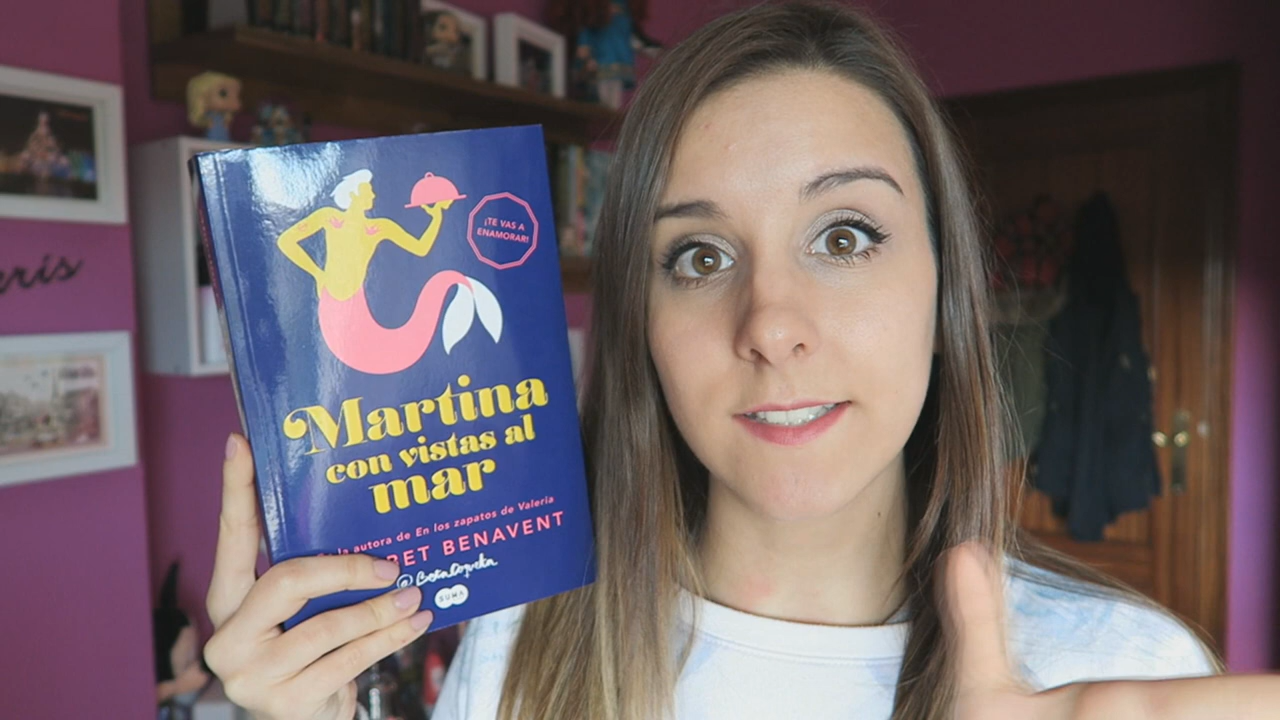 ¡TE VAS A
ENAMORAR!
Martina
con vistas al
mar
la autora de En los zapatos de Valeria
BET BENAVENT
@BetaCoqueta
SUMA